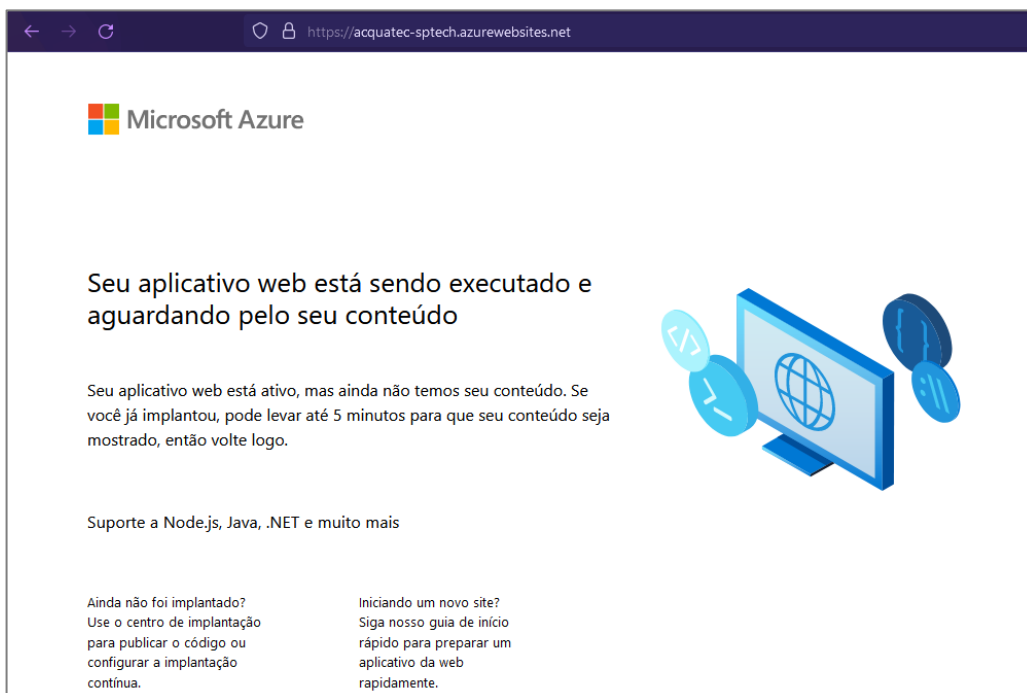 https://acquatec-sptech.azurewebsites.net
Microsoft Azure
Seu aplicativo web está sendo executado e
aguardando pelo seu conteúdo
Seu aplicativo web está ativo, mas ainda não temos seu conteúdo. Se
você já implantou, pode levar até 5 minutos para que seu conteúdo seja
mostrado, então volte logo.
Suporte a Node.js, Java, .NET e muito mais
Ainda não foi implantado?
Use o centro de implantação
para publicar o código ou
configurar a implantação
contínua.
Iniciando um novo site?
Siga nosso guia de início
rápido para preparar um
aplicativo da web
rapidamente.